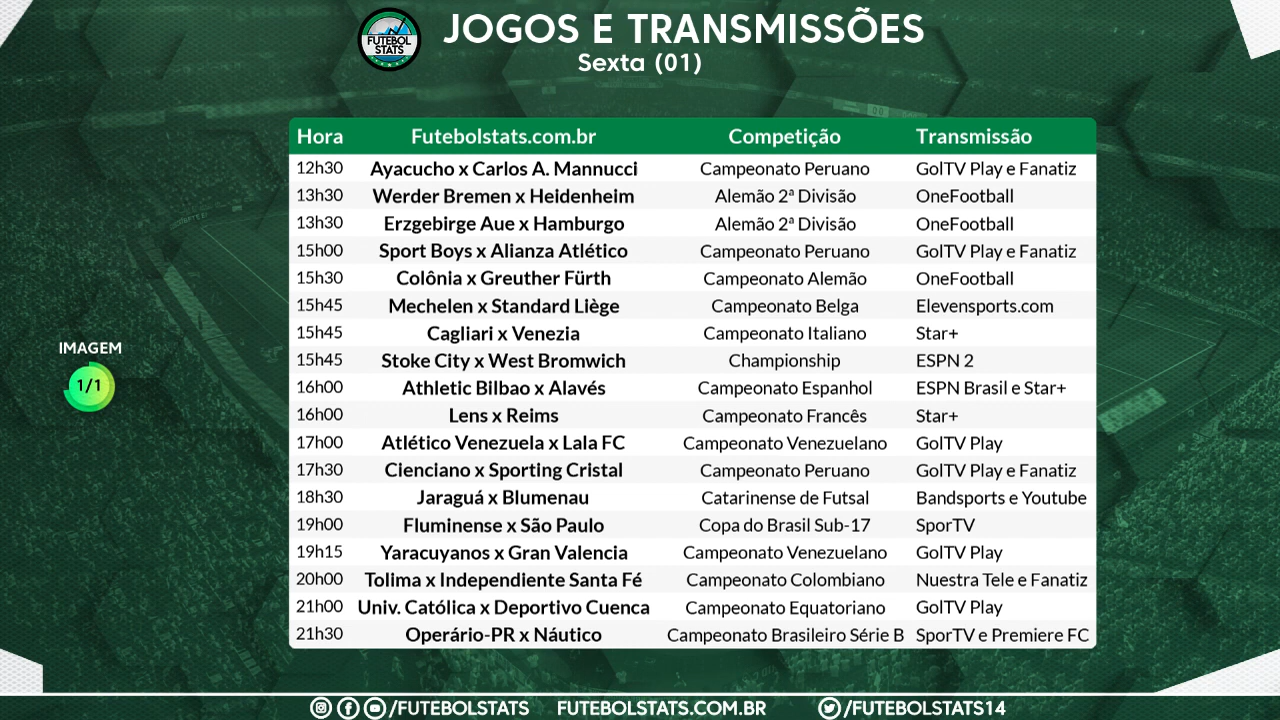 FUTEBOL
STATS
JOGOS E TRANSMISSÕES
Sexta (01)
Hora Futebolstats.com.br Competição Transmissão
12h30 Ayacucho x Carlos A. Mannucci Campeonato Peruano GolTV Play e Fanatiz
13h30 Werder Bremen x Heidenheim Alemão 2ª Divisão OneFootball
13h30 Erzgebirge Aue x Hamburgo Alemão 2ª Divisão OneFootball
15h00 Sport Boys x Alianza Atlético Campeonato Peruano GolTV Play e Fanatiz
15h30 Colônia x Greuther Fürth Campeonato Alemão OneFootball
15h45 Mechelen x Standard Liège Campeonato Belga Elevensports.com
15h45 Cagliari x Venezia Campeonato Italiano Star+
15h45 Stoke City x West Bromwich Championship ESPN 2
16h00 Athletic Bilbao x Alavés Campeonato Espanhol ESPN Brasil e Star+
16h00 Lens x Reims Campeonato Francês Star+
17h00 Atlético Venezuela x Lala FC Campeonato Venezuelano GolTV Play
17h30 Cienciano x Sporting Cristal Campeonato Peruano GolTV Play e Fanatiz
18h30 Jaraguá x Blumenau Catarinense de Futsal Bandsports e Youtube
19h00 Fluminense x São Paulo Copa do Brasil Sub-17 SporTV
19h15 Yaracuyanos x Gran Valencia Campeonato Venezuelano GolTV Play
20h00 Tolima x Independiente Santa Fé Campeonato Colombiano Nuestra Tele e Fanatiz
21h00 Univ. Católica x Deportivo Cuenca Campeonato Equatoriano GolTV Play
21h30 Operário-PR x Náutico Campeonato Brasileiro Série B SporTV e Premiere FC
IMAGEM
1/1
/FUTEBOLSTATS FUTEBOLSTATS.COM.BR /FUTEBOLSTATS14